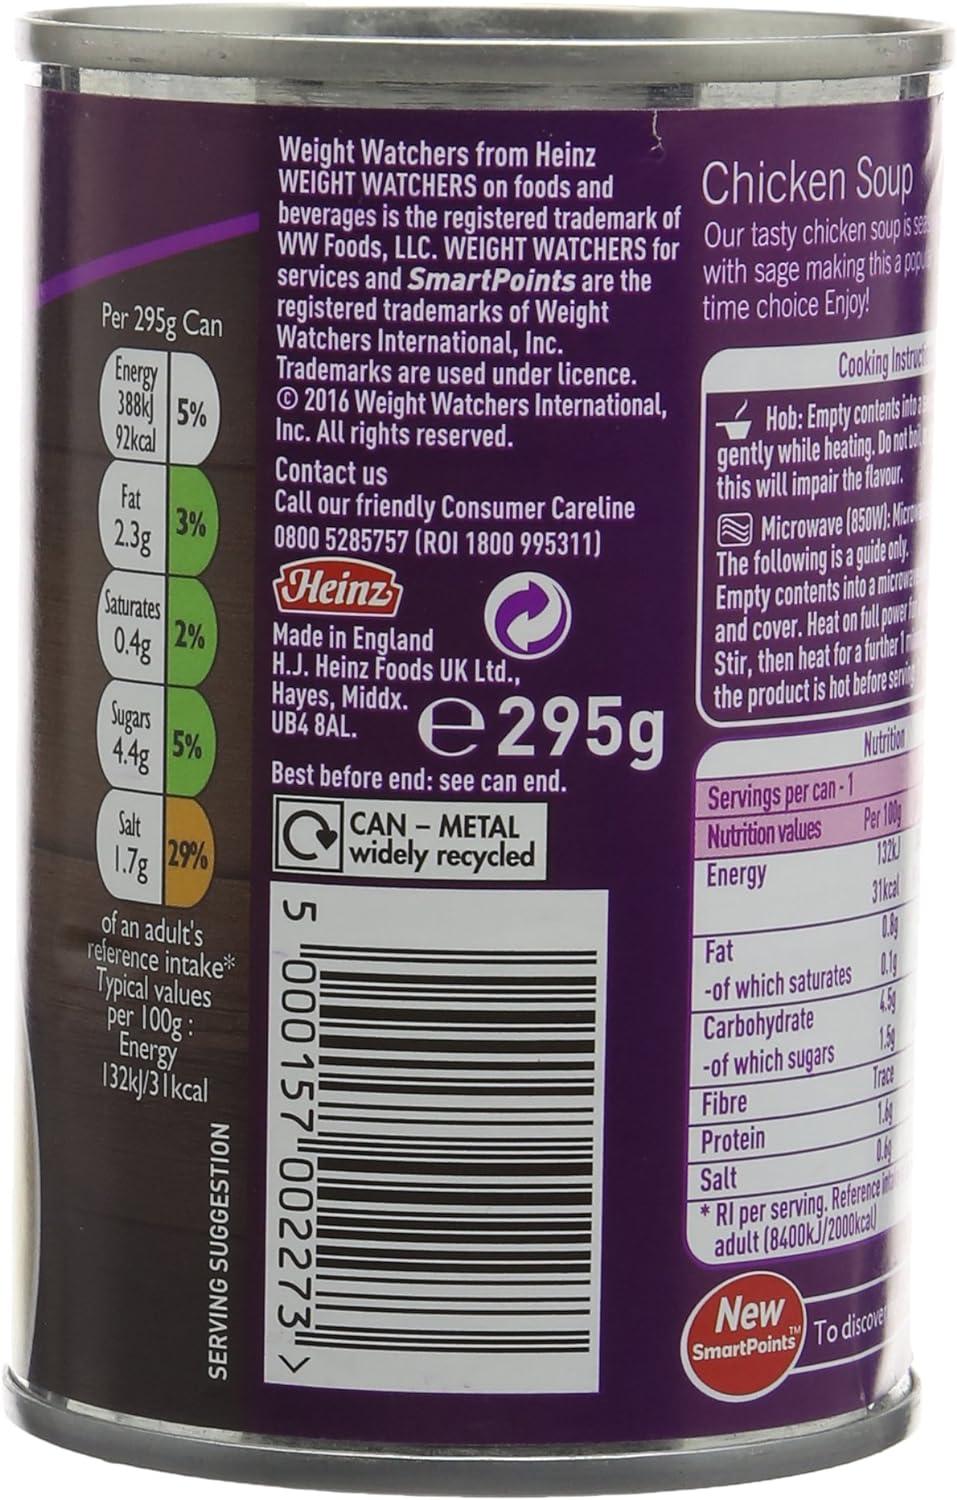 Per 295g Can
Energy
388kJ
92kcal
5%
Fat
2.3g
3%
Saturates
0.4g
2%
Sugars
4.4g
5%
Salt
1.7g
29%
of an adult's
reference intake*
Typical values
per 100g :
Energy
132kJ/31kcal
SERVING SUGGESTION
Weight Watchers from Heinz
WEIGHT WATCHERS on foods and
beverages is the registered trademark of
WW Foods, LLC. WEIGHT WATCHERS for
services and SmartPoints are the
registered trademarks of Weight
Watchers International, Inc.
Trademarks are used under licence.
© 2016 Weight Watchers International,
Inc. All rights reserved.
Contact us
Call our friendly Consumer Careline
0800 5285757 (ROI 1800 995311)
Heinz
Made in England
H.J. Heinz Foods UK Ltd.,
Hayes, Middx.
UB4 8AL.
e 295g
Best before end: see can end.
CAN – METAL
widely recycled
5 000157 002273 >
Chicken Soup
Our tasty chicken soup is
with sage making this a
time choice Enjoy!
Cooking
Hob: Empty contents into a
gently while heating. Do not boil
this will impair the flavour.
Microwave (850W):
The following is a guide only.
Empty contents into a
and cover. Heat on full power
Stir, then heat for a further 1
the product is hot before serving
Nutrition
Servings per can - 1
Nutrition values Per 100g
Energy 132kJ
31kcal
Fat 0.8g
-of which saturates 0.1g
Carbohydrate 4.5g
-of which sugars 1.5g
Fibre Trace
Protein 1.6g
Salt 0.6g
* RI per serving. Reference
adult (8400kJ/2000kcal)
New
SmartPoints™
To discover